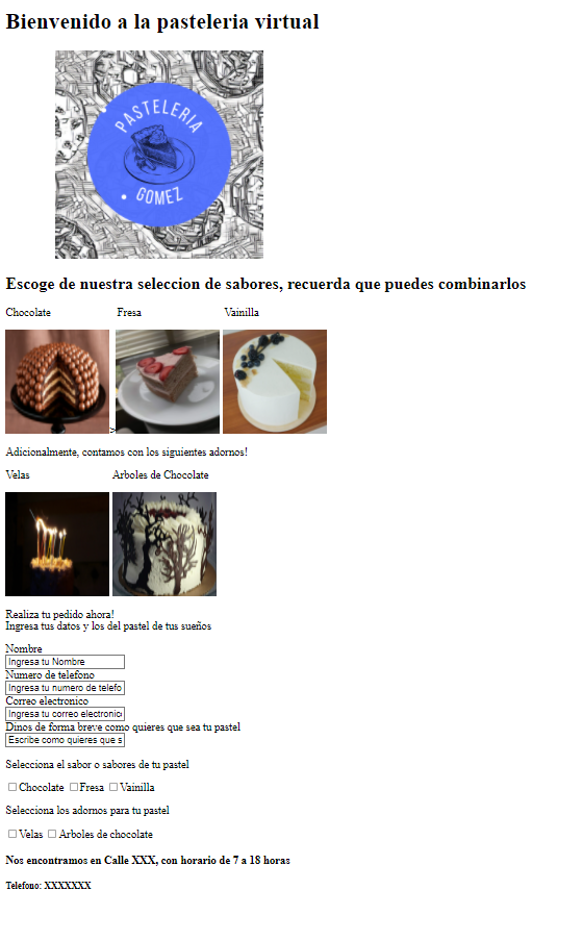 Bienvenido a la pasteleria virtual
PASTELERIA
GOMEZ
Escoge de nuestra seleccion de sabores, recuerda que puedes combinarlos
Chocolate Fresa Vainilla
>
Adicionalmente, contamos con los siguientes adornos!
Velas Arboles de Chocolate
Realiza tu pedido ahora!
Ingresa tus datos y los del pastel de tus sueños
Nombre
Ingresa tu Nombre
Numero de telefono
Ingresa tu numero de telefo
Correo electronico
Ingresa tu correo electronic
Dinos de forma breve como quieres que sea tu pastel
Escribe como quieres que s
Selecciona el sabor o sabores de tu pastel
Chocolate Fresa Vainilla
Selecciona los adornos para tu pastel
Velas Arboles de chocolate
Nos encontramos en Calle XXX, con horario de 7 a 18 horas
Telefono: XXXXXXX